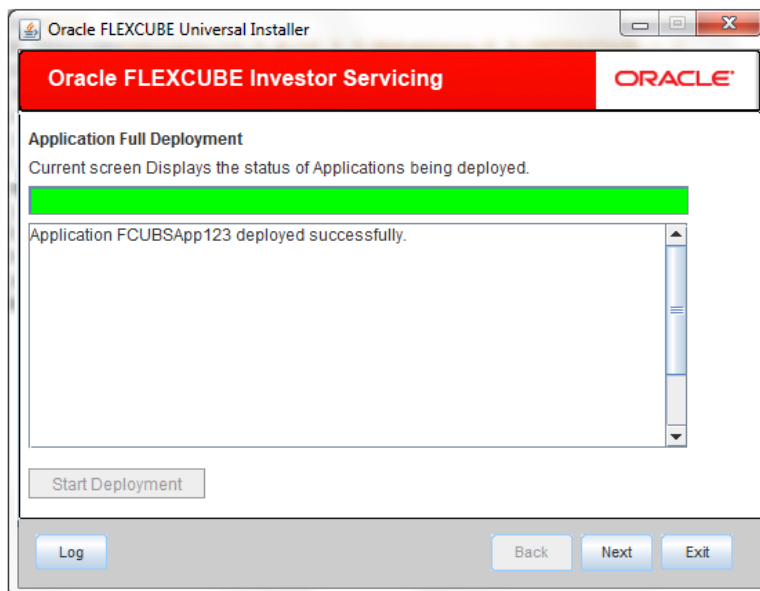 Oracle FLEXCUBE Universal Installer
Oracle FLEXCUBE Investor Servicing
ORACLE
Application Full Deployment
Current screen Displays the status of Applications being deployed.
Application FCUBSApp123 deployed successfully.
Start Deployment
Log
Back
Next
Exit